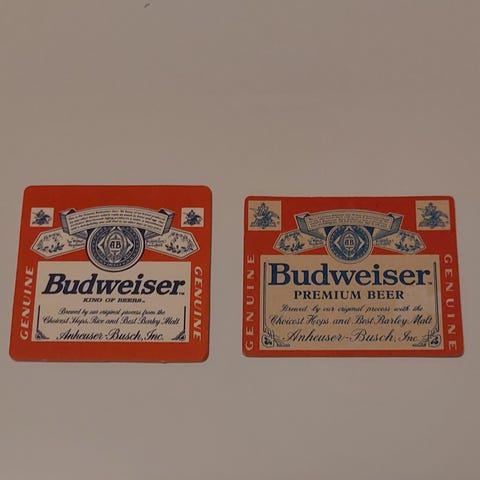 GENUINE
Budweiser
KING OF BEERS
Brewed by our original process from the
Choicest Hops, Rice and Best Barley Malt
Anheuser-Busch, Inc.
GENUINE
GENUINE
Budweiser
PREMIUM BEER
Brewed by our original process with the
Choicest Hops and Best Barley Malt
Anheuser-Busch, Inc.
GENUINE